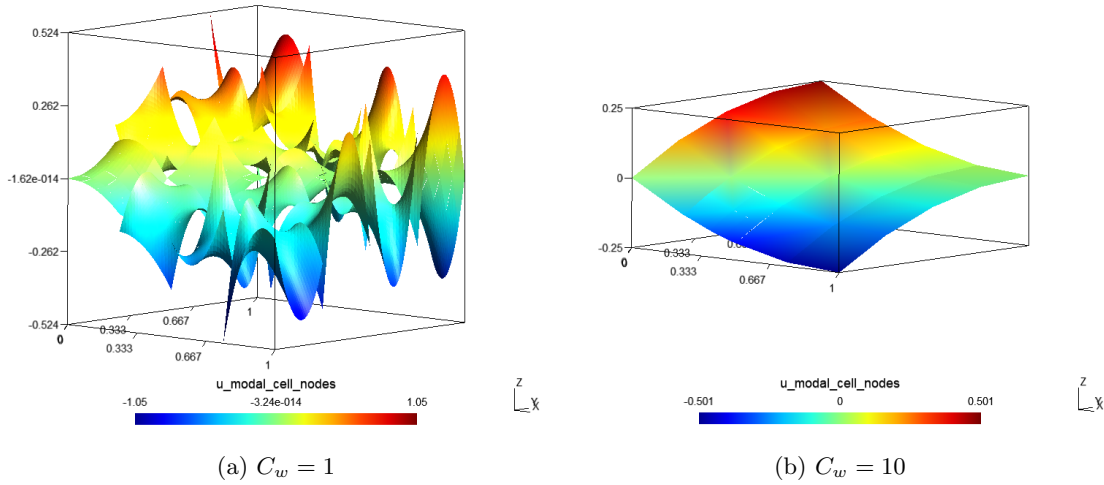 0.524
0.262
-1.62e-014
-0.262
-0.524
0
0.333
0.333
0.667
0.667
1
1
u_modal_cell_nodes
-1.05 -3.24e-014 1.05
Z
Y
X
(a) C_w = 1
0.25
0
-0.25
0
0.333
0.333
0.667
1
u_modal_cell_nodes
-0.501 0 0.501
Z
Y
X
(b) C_w = 10